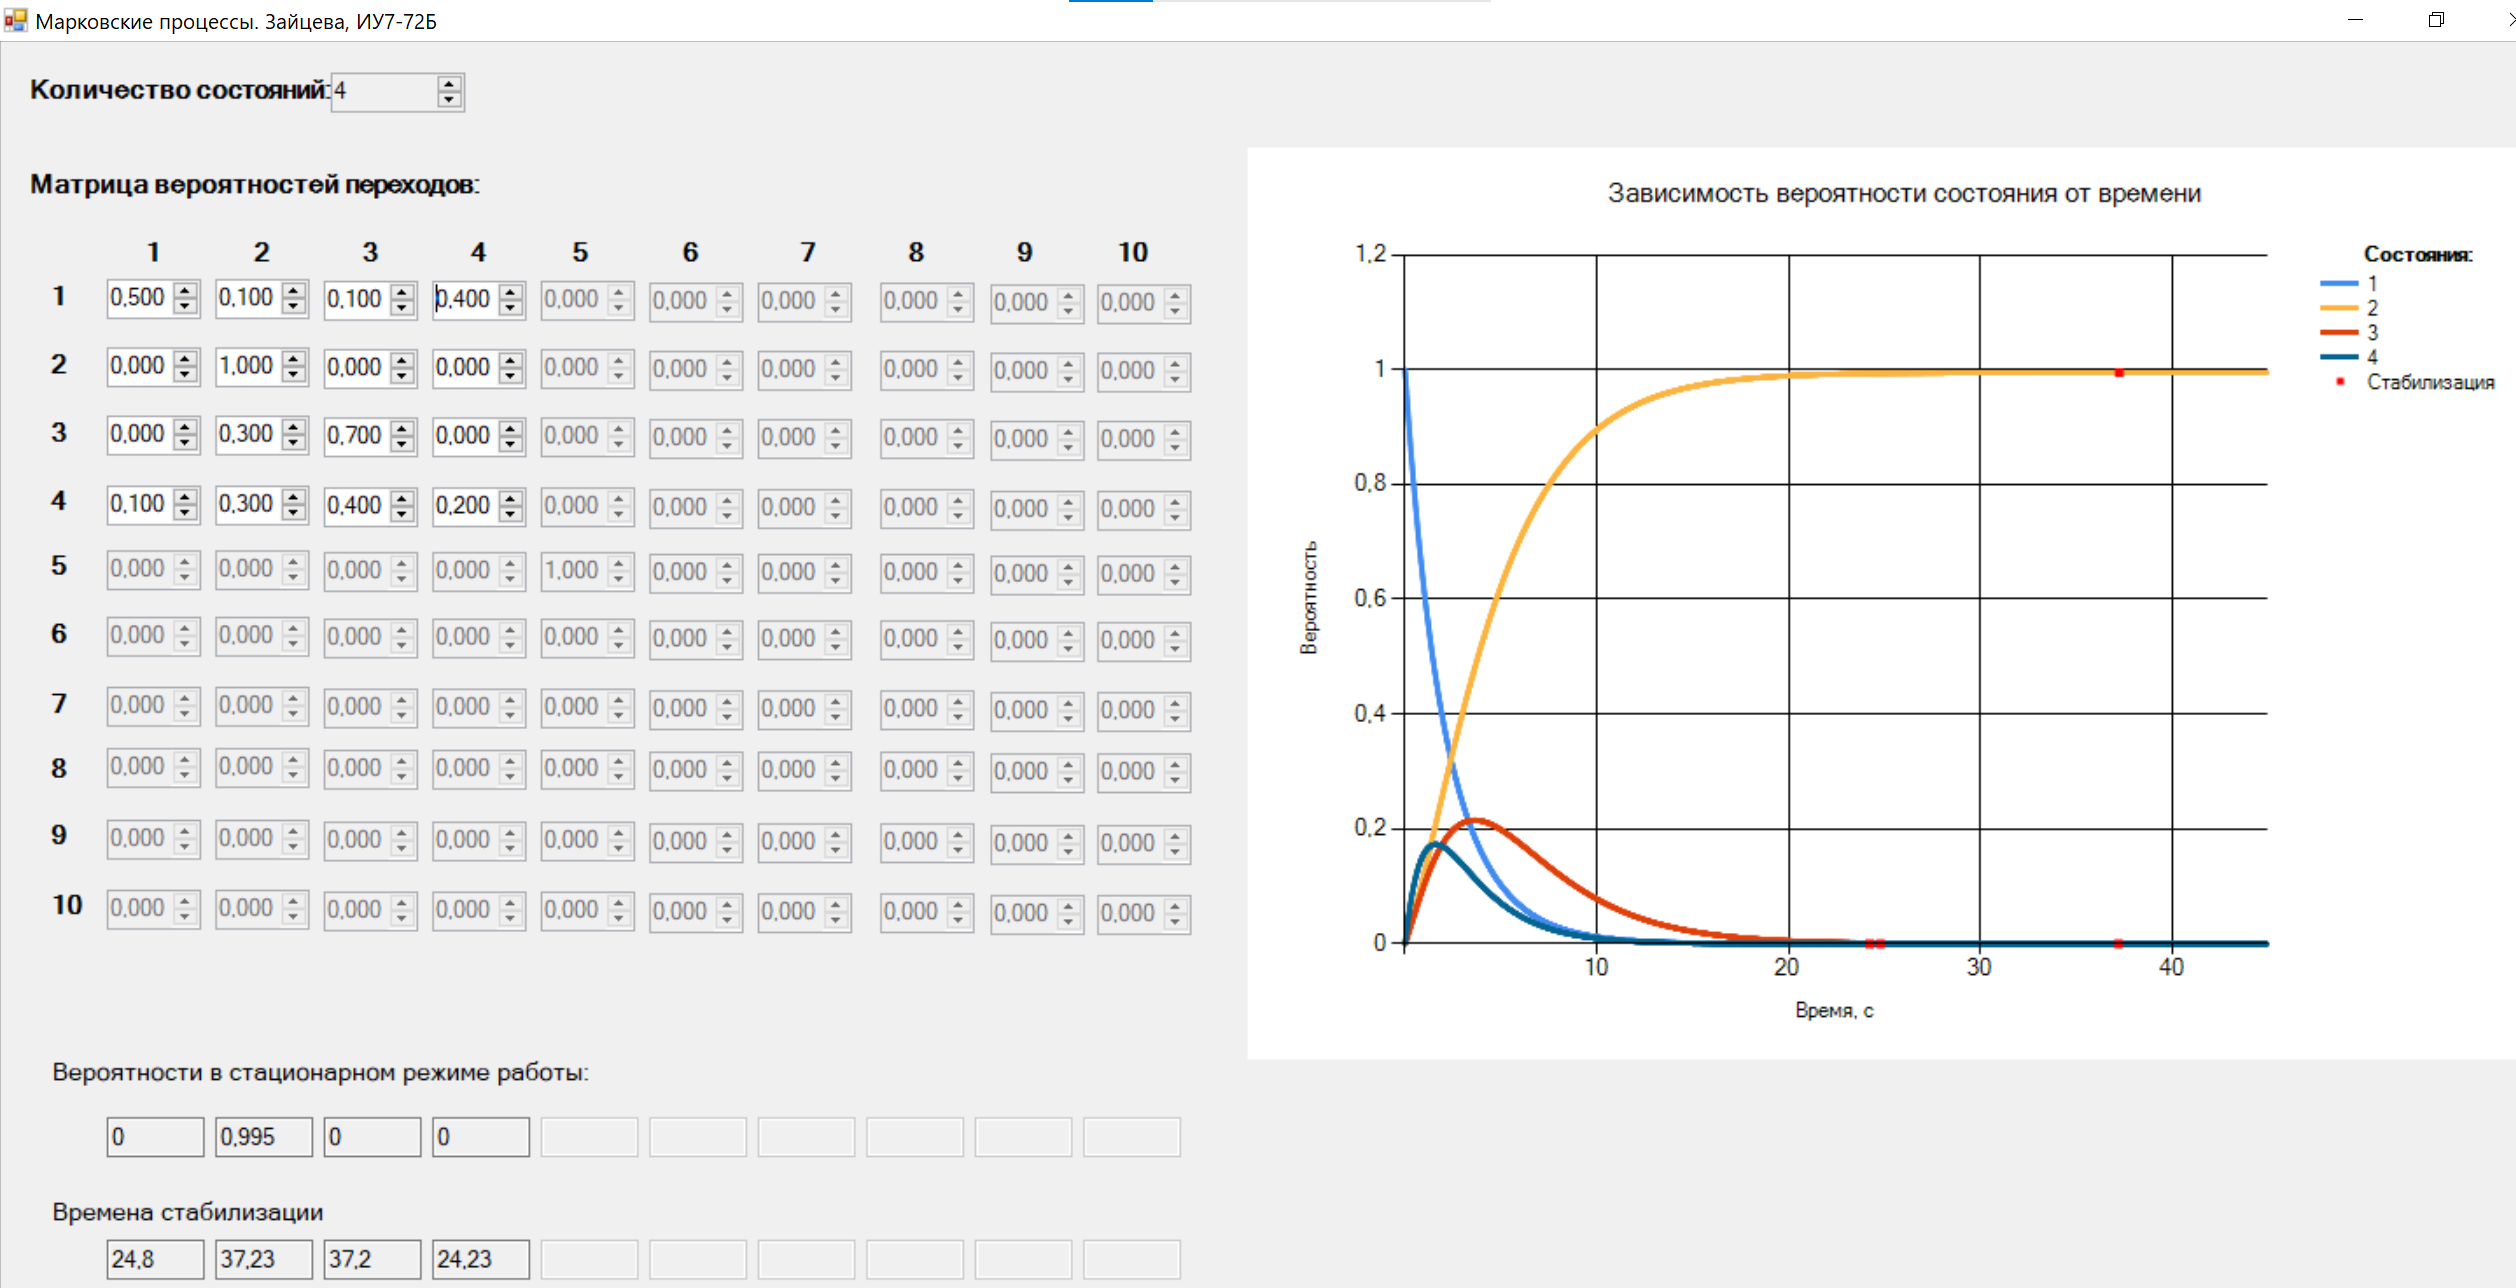 Марковские процессы. Зайцева, ИУ7-72Б
Количество состояний: 4
Матрица вероятностей переходов:
1 2 3 4 5 6 7 8 9 10
1 0,500 0,100 0,100 0,400 0,000 0,000 0,000 0,000 0,000 0,000
2 0,000 1,000 0,000 0,000 0,000 0,000 0,000 0,000 0,000 0,000
3 0,000 0,300 0,700 0,000 0,000 0,000 0,000 0,000 0,000 0,000
4 0,100 0,300 0,400 0,200 0,000 0,000 0,000 0,000 0,000 0,000
5 0,000 0,000 0,000 0,000 1,000 0,000 0,000 0,000 0,000 0,000
6 0,000 0,000 0,000 0,000 0,000 0,000 0,000 0,000 0,000 0,000
7 0,000 0,000 0,000 0,000 0,000 0,000 0,000 0,000 0,000 0,000
8 0,000 0,000 0,000 0,000 0,000 0,000 0,000 0,000 0,000 0,000
9 0,000 0,000 0,000 0,000 0,000 0,000 0,000 0,000 0,000 0,000
10 0,000 0,000 0,000 0,000 0,000 0,000 0,000 0,000 0,000 0,000
Вероятности в стационарном режиме работы:
0 0,995 0 0
Времена стабилизации
24,8 37,23 37,2 24,23
Зависимость вероятности состояния от времени
1,2
1
0,8
0,6
0,4
0,2
0
Вероятность
10 20 30 40
Время, с
Состояния:
1
2
3
4
Стабилизация